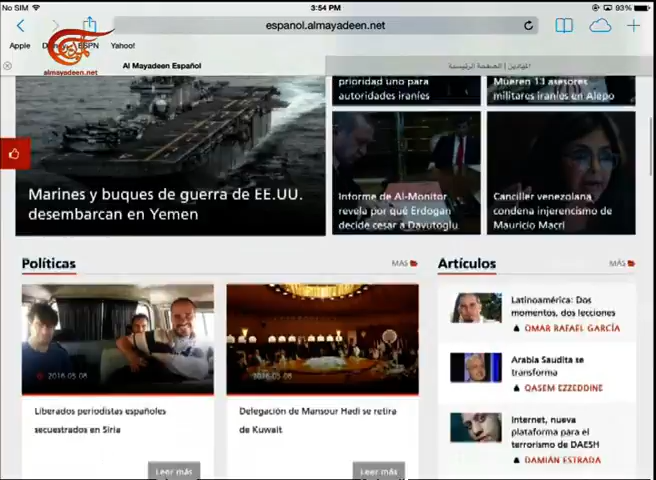 No SIM
3:54 PM
93%
espanol.almayadeen.net
Apple
Disney
ESPN
Yahoo!
almayadeen.net
Al Mayadeen Español
الميادين | الصفحة الرئيسية
prioridad uno para
autoridades iraníes
Mueren 13 asesores
militares iraníes en Alepo
Marines y buques de guerra de EE.UU.
desembarcan en Yemen
Informe de Al-Monitor
revela por qué Erdogan
decide cesar a Davutoglu
Canciller venezolana
condena injerencismo de
Mauricio Macri
Políticas
MÁS
Artículos
MÁS
2016-05-08
Liberados periodistas españoles
secuestrados en Siria
Leer más
2016-05-08
Delegación de Mansour Hadi se retira
de Kuwait
Leer más
Latinoamérica: Dos
momentos, dos lecciones
OMAR RAFAEL GARCÍA
Arabia Saudita se
transforma
QASEM EZZEDDINE
Internet, nueva
plataforma para el
terrorismo de DAESH
DAMIÁN ESTRADA